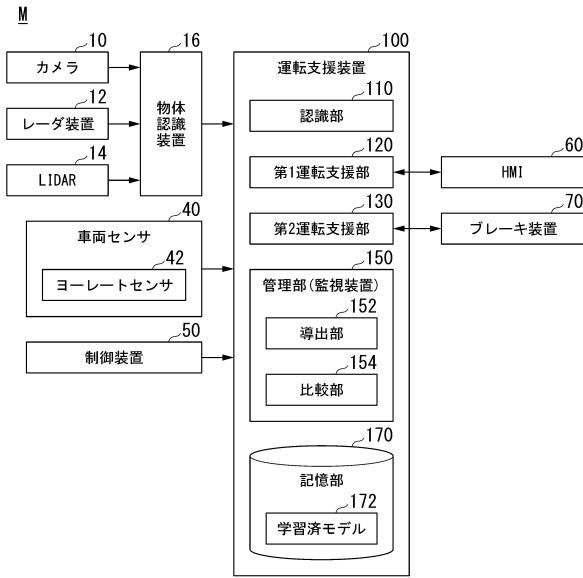 M
10
カメラ
12
レーダ装置
14
LIDAR
16
物体
認識
装置
40
車両センサ
42
ヨーレートセンサ
50
制御装置
100
運転支援装置
110
認識部
120
第1運転支援部
130
第2運転支援部
150
管理部(監視装置)
152
導出部
154
比較部
170
記憶部
172
学習済モデル
60
HMI
70
ブレーキ装置